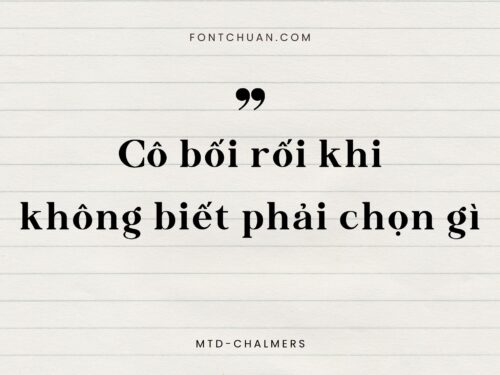 FONTCHUAN.COM
”
Cô bối rối khi
không biết phải chọn gì
MTD-CHALMERS